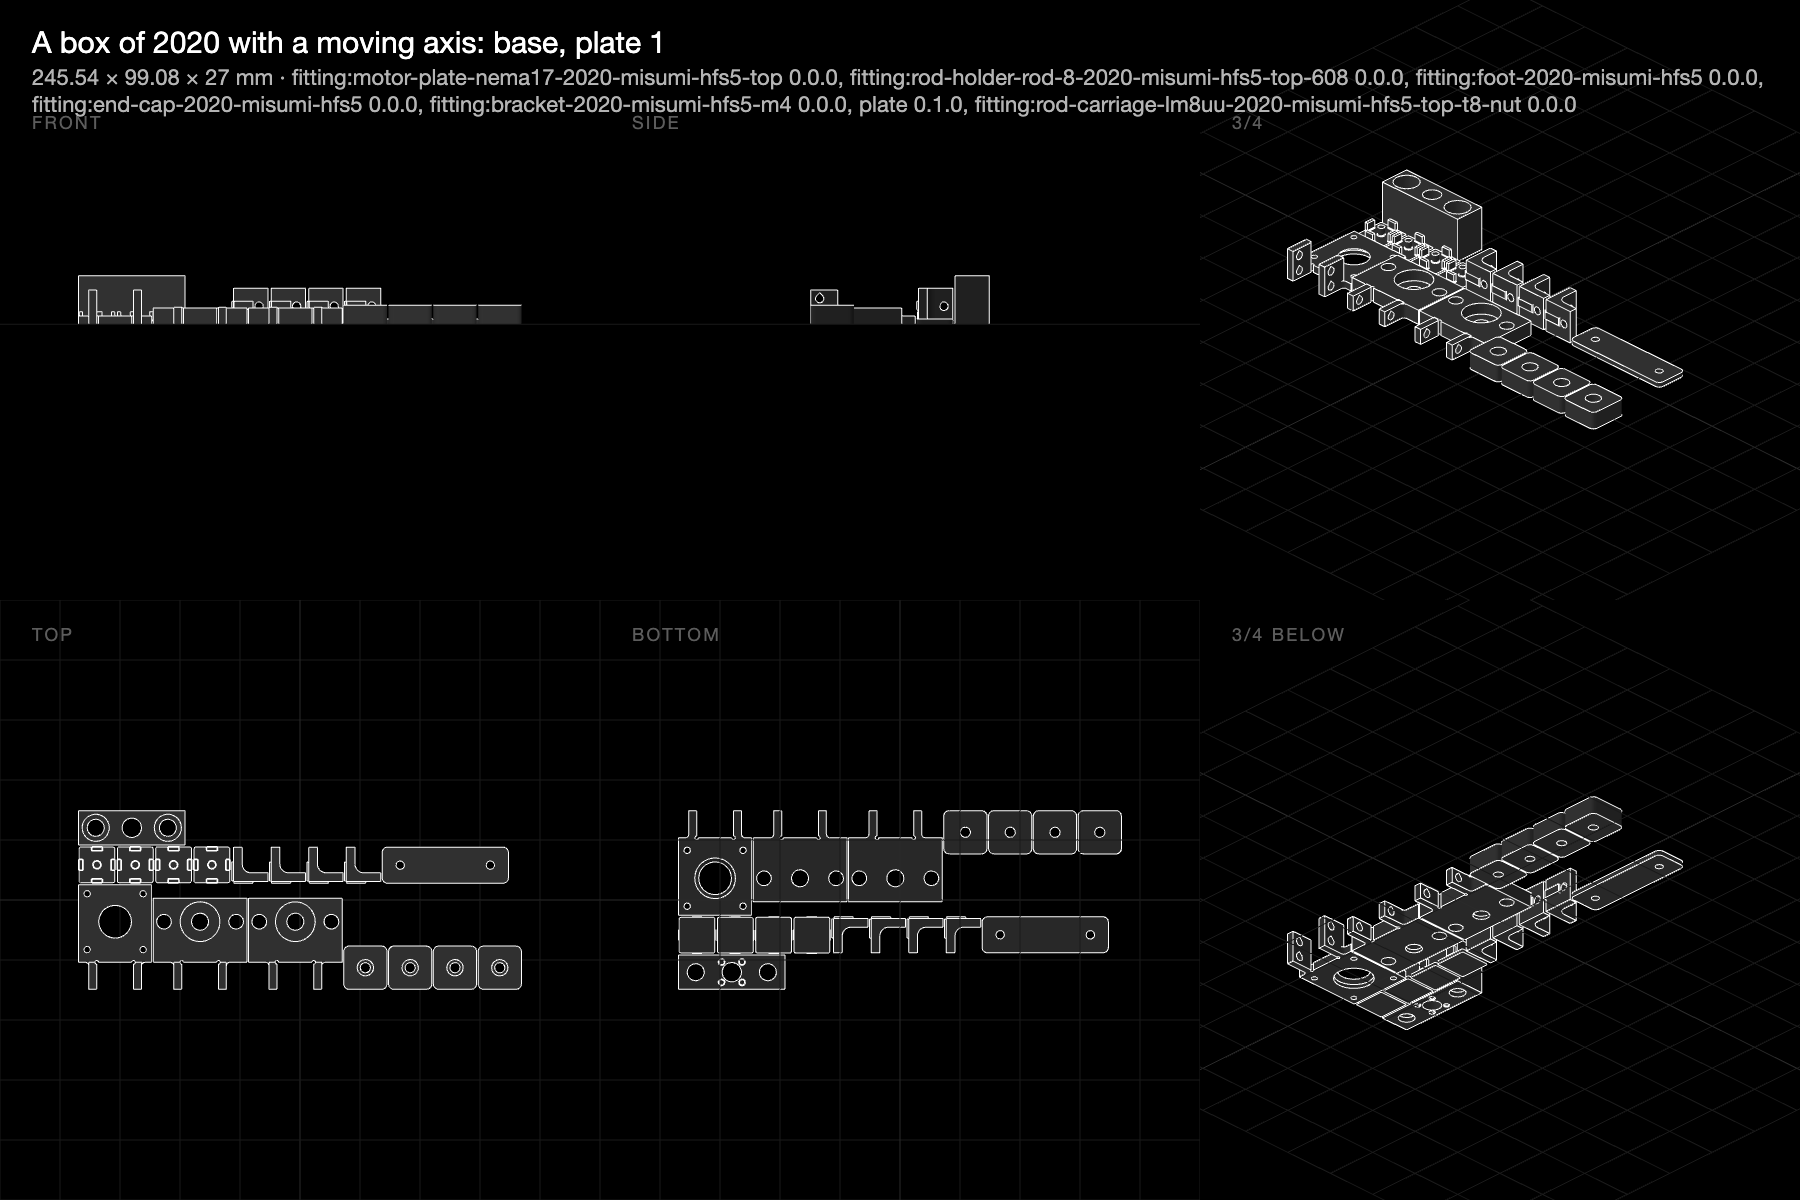 A box of 2020 with a moving axis: base, plate 1
245.54 × 99.08 × 27 mm · fitting:motor-plate-nema17-2020-misumi-hfs5-top 0.0.0, fitting:rod-holder-rod-8-2020-misumi-hfs5-top-608 0.0.0, fitting:foot-2020-misumi-hfs5 0.0.0,
fitting:end-cap-2020-misumi-hfs5 0.0.0, fitting:bracket-2020-misumi-hfs5-m4 0.0.0, plate 0.1.0, fitting:rod-carriage-lm8uu-2020-misumi-hfs5-top-t8-nut 0.0.0
FRONT
SIDE
3/4
TOP
BOTTOM
3/4 BELOW